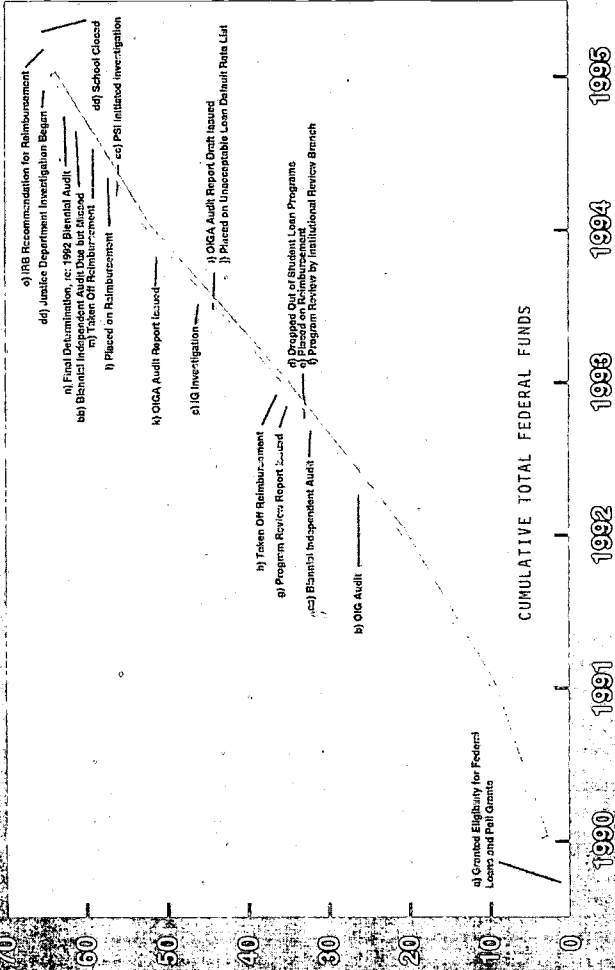 70
60
50
40
30
20
10
0
o) IRB Recommendation for Reimbursement
dd) Justice Department Investigation Began
n) Final Determination, re: 1992 Biennial Audit
bb) Biennial Independent Audit Due but Missed
m) Taken Off Reimbursement
dd) School Closed
cc) PSI Initiated Investigation
l) Placed on Reimbursement
k) OIGA Audit Report Issued
i) OIGA Audit Report Draft Issued
j) Placed on Unacceptable Loan Default Rate List
c) IG Investigation
d) Dropped Out of Student Loan Programs
e) Placed on Reimbursement
f) Program Review by Institutional Review Branch
h) Taken Off Reimbursement
g) Program Review Report Issued
aa) Biannial Independent Audit
b) OIG Audit
a) Granted Eligibility for Federal
Loans and Pell Grants
CUMULATIVE TOTAL FEDERAL FUNDS
1990
1991
1992
1993
1994
1995